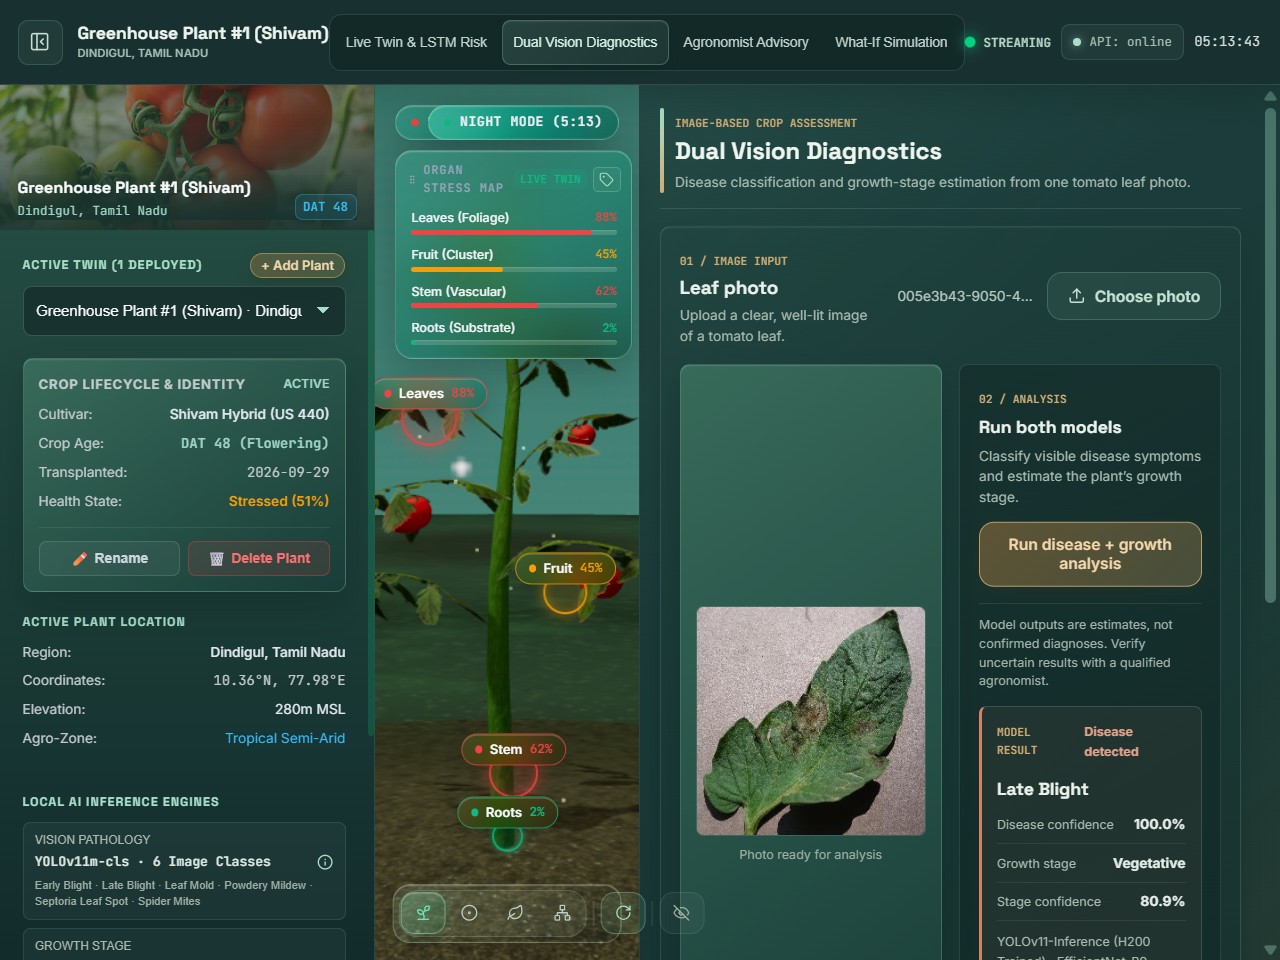 Greenhouse Plant #1 (Shivam)
DINDIGUL, TAMIL NADU
Live Twin & LSTM Risk
Dual Vision Diagnostics
Agronomist Advisory
What-If Simulation
STREAMING
API: online
05:13:43
Greenhouse Plant #1 (Shivam)
Dindigul, Tamil Nadu
DAT 48
ACTIVE TWIN (1 DEPLOYED)
+ Add Plant
Greenhouse Plant #1 (Shivam) · Dindigu
CROP LIFECYCLE & IDENTITY
ACTIVE
Cultivar: Shivam Hybrid (US 440)
Crop Age: DAT 48 (Flowering)
Transplanted: 2026-09-29
Health State: Stressed (51%)
Rename
Delete Plant
ACTIVE PLANT LOCATION
Region: Dindigul, Tamil Nadu
Coordinates: 10.36°N, 77.98°E
Elevation: 280m MSL
Agro-Zone: Tropical Semi-Arid
LOCAL AI INFERENCE ENGINES
VISION PATHOLOGY
YOLOv11m-cls · 6 Image Classes
Early Blight · Late Blight · Leaf Mold · Powdery Mildew ·
Septoria Leaf Spot · Spider Mites
GROWTH STAGE
NIGHT MODE (5:13)
ORGAN
STRESS MAP
LIVE TWIN
Leaves (Foliage) 88%
Fruit (Cluster) 45%
Stem (Vascular) 62%
Roots (Substrate) 2%
Leaves 88%
Fruit 45%
Stem 62%
Roots 2%
IMAGE-BASED CROP ASSESSMENT
Dual Vision Diagnostics
Disease classification and growth-stage estimation from one tomato leaf photo.
01 / IMAGE INPUT
Leaf photo
Upload a clear, well-lit image
of a tomato leaf.
005e3b43-9050-4...
Choose photo
Photo ready for analysis
02 / ANALYSIS
Run both models
Classify visible disease symptoms
and estimate the plant's growth
stage.
Run disease + growth
analysis
Model outputs are estimates, not
confirmed diagnoses. Verify
uncertain results with a qualified
agronomist.
MODEL
RESULT
Disease
detected
Late Blight
Disease confidence 100.0%
Growth stage Vegetative
Stage confidence 80.9%
YOLOv11-Inference (H200
Trained) · EfficientNet-B0